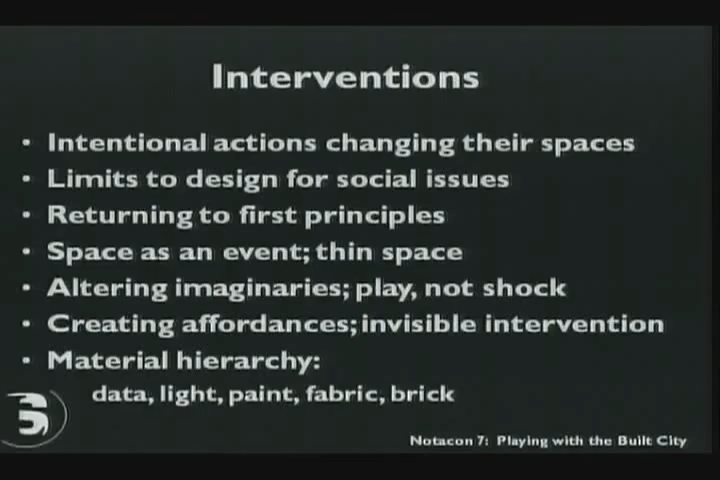 Interventions
• Intentional actions changing their spaces
• Limits to design for social issues
• Returning to first principles
• Space as an event; thin space
• Altering imaginaries; play, not shock
• Creating affordances; invisible intervention
• Material hierarchy:
data, light, paint, fabric, brick
Notacon 7: Playing with the Built City